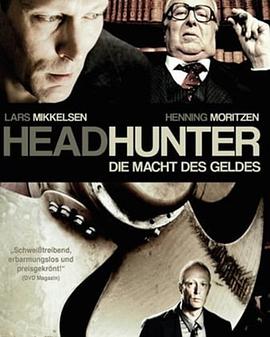 LARS MIKKELSEN HENNING MORITZEN
HEADHUNTER
DIE MACHT DES GELDES
„Schweißtreibend,
erbarmungslos und
preisgekrönt!"
(DVD Magazin)